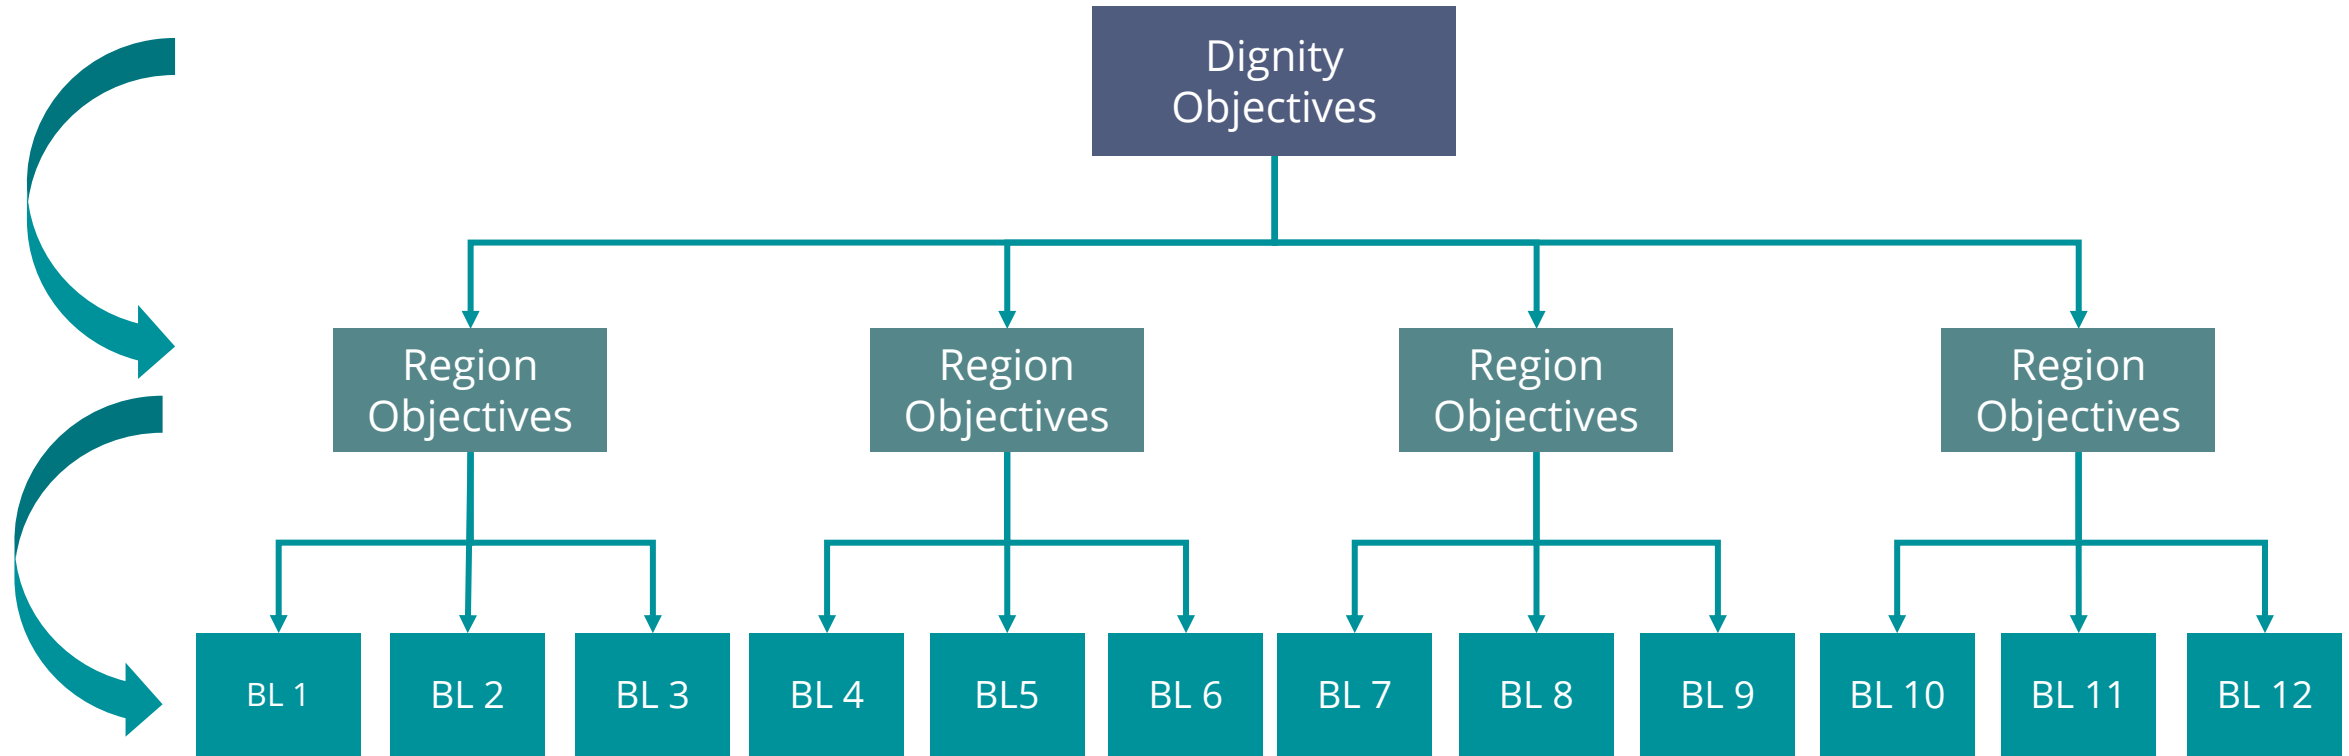 Dignity
Objectives
Region
Objectives
Region
Objectives
Region
Objectives
Region
Objectives
BL 1
BL 2
BL 3
BL 4
BL5
BL 6
BL 7
BL 8
BL 9
BL 10
BL 11
BL 12